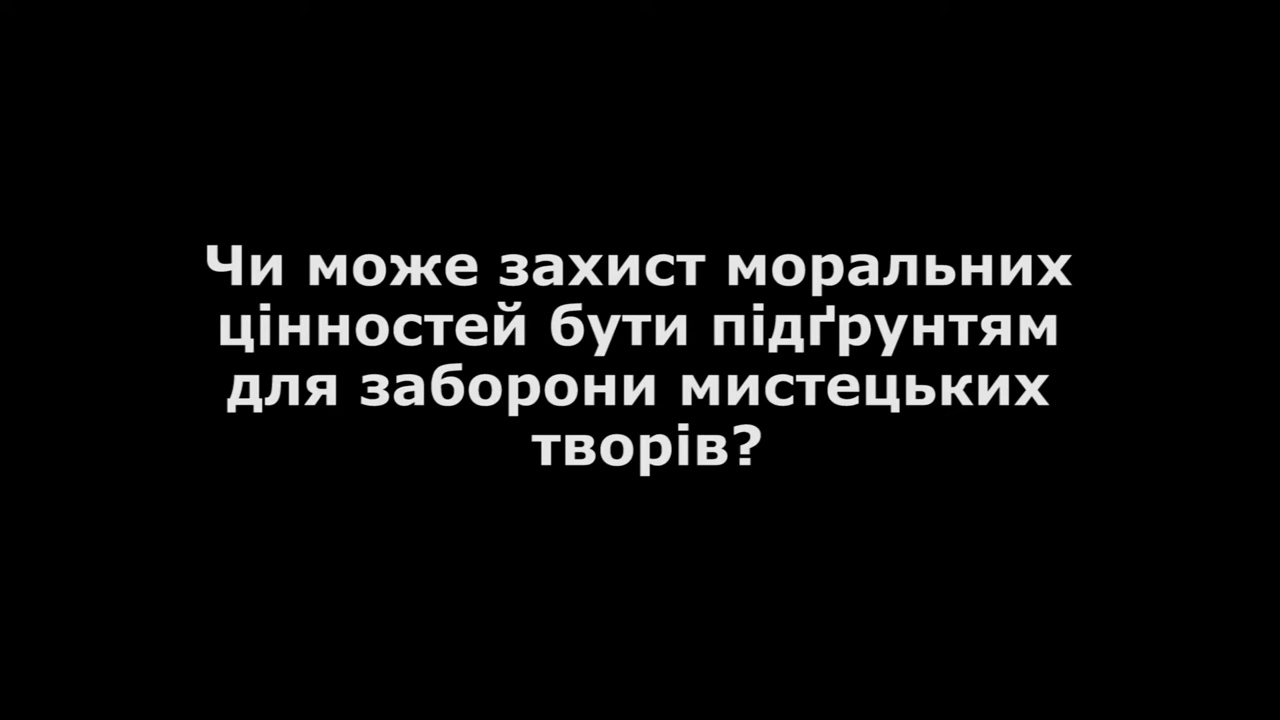 Чи може захист моральних
цінностей бути підґрунтям
для заборони мистецьких
творів?